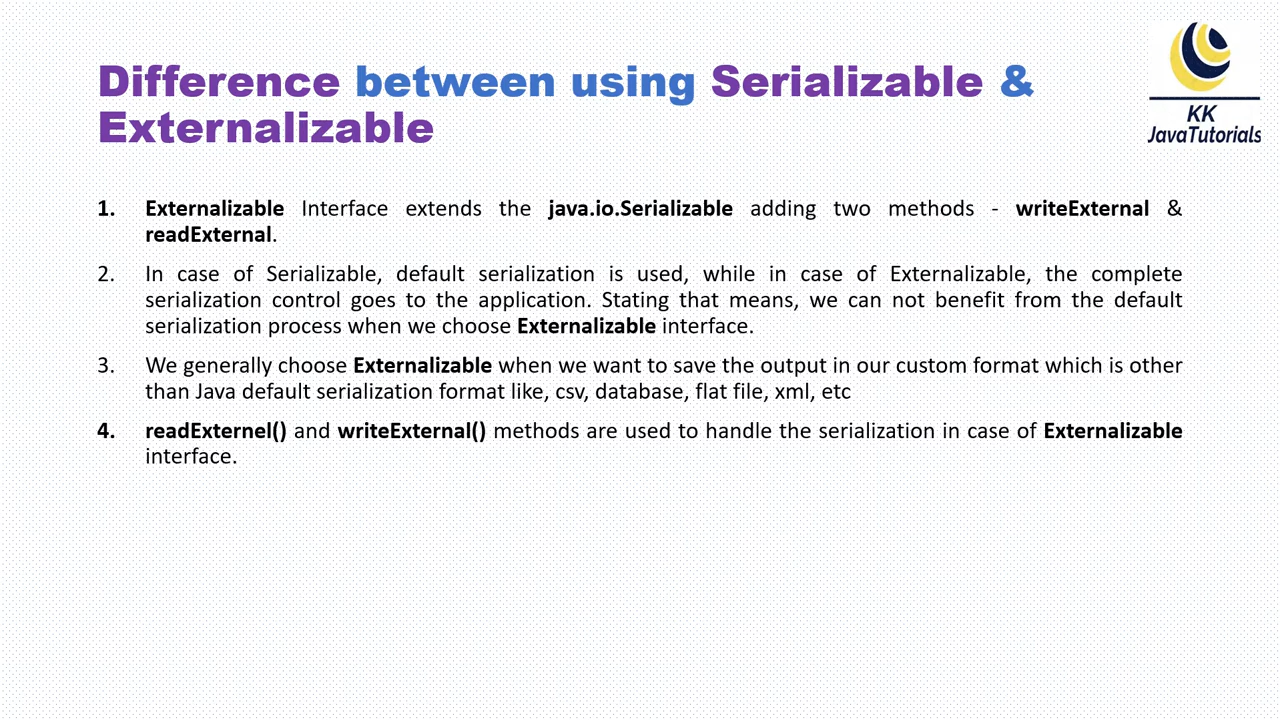 Difference between using Serializable &
Externalizable
KK
JavaTutorials
1. Externalizable Interface extends the java.io.Serializable adding two methods - writeExternal &
readExternal.
2. In case of Serializable, default serialization is used, while in case of Externalizable, the complete
serialization control goes to the application. Stating that means, we can not benefit from the default
serialization process when we choose Externalizable interface.
3. We generally choose Externalizable when we want to save the output in our custom format which is other
than Java default serialization format like, csv, database, flat file, xml, etc
4. readExternel() and writeExternal() methods are used to handle the serialization in case of Externalizable
interface.